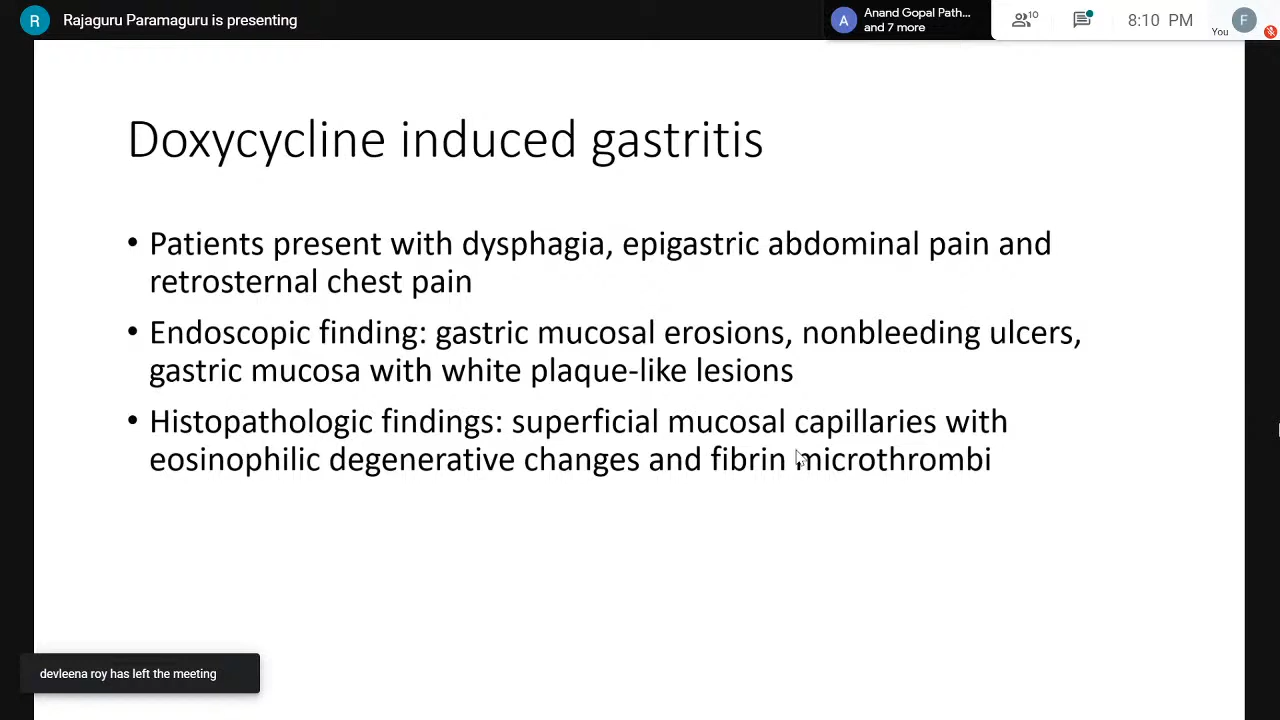 R Rajaguru Paramaguru is presenting
A Anand Gopal Path...
and 7 more
10
8:10 PM
You
F
Doxycycline induced gastritis
• Patients present with dysphagia, epigastric abdominal pain and
retrosternal chest pain
• Endoscopic finding: gastric mucosal erosions, nonbleeding ulcers,
gastric mucosa with white plaque-like lesions
• Histopathologic findings: superficial mucosal capillaries with
eosinophilic degenerative changes and fibrin microthrombi
devleena roy has left the meeting